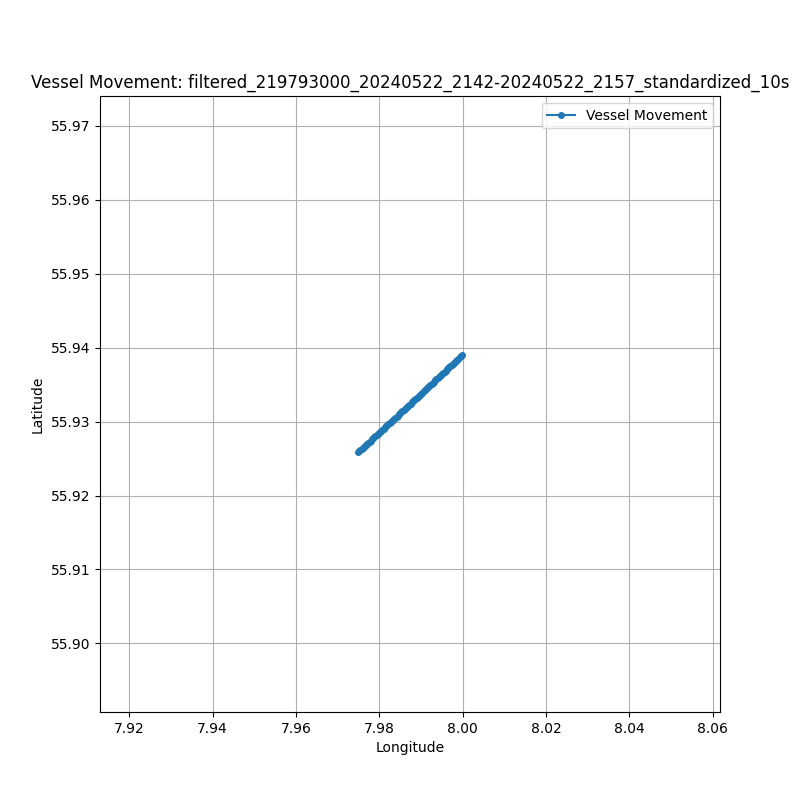 Vessel Movement: filtered_219793000_20240522_2142-20240522_2157_standardized_10s
Vessel Movement
55.97
55.96
55.95
55.94
55.93
55.92
55.91
55.90
Latitude
7.92 7.94 7.96 7.98 8.00 8.02 8.04 8.06
Longitude